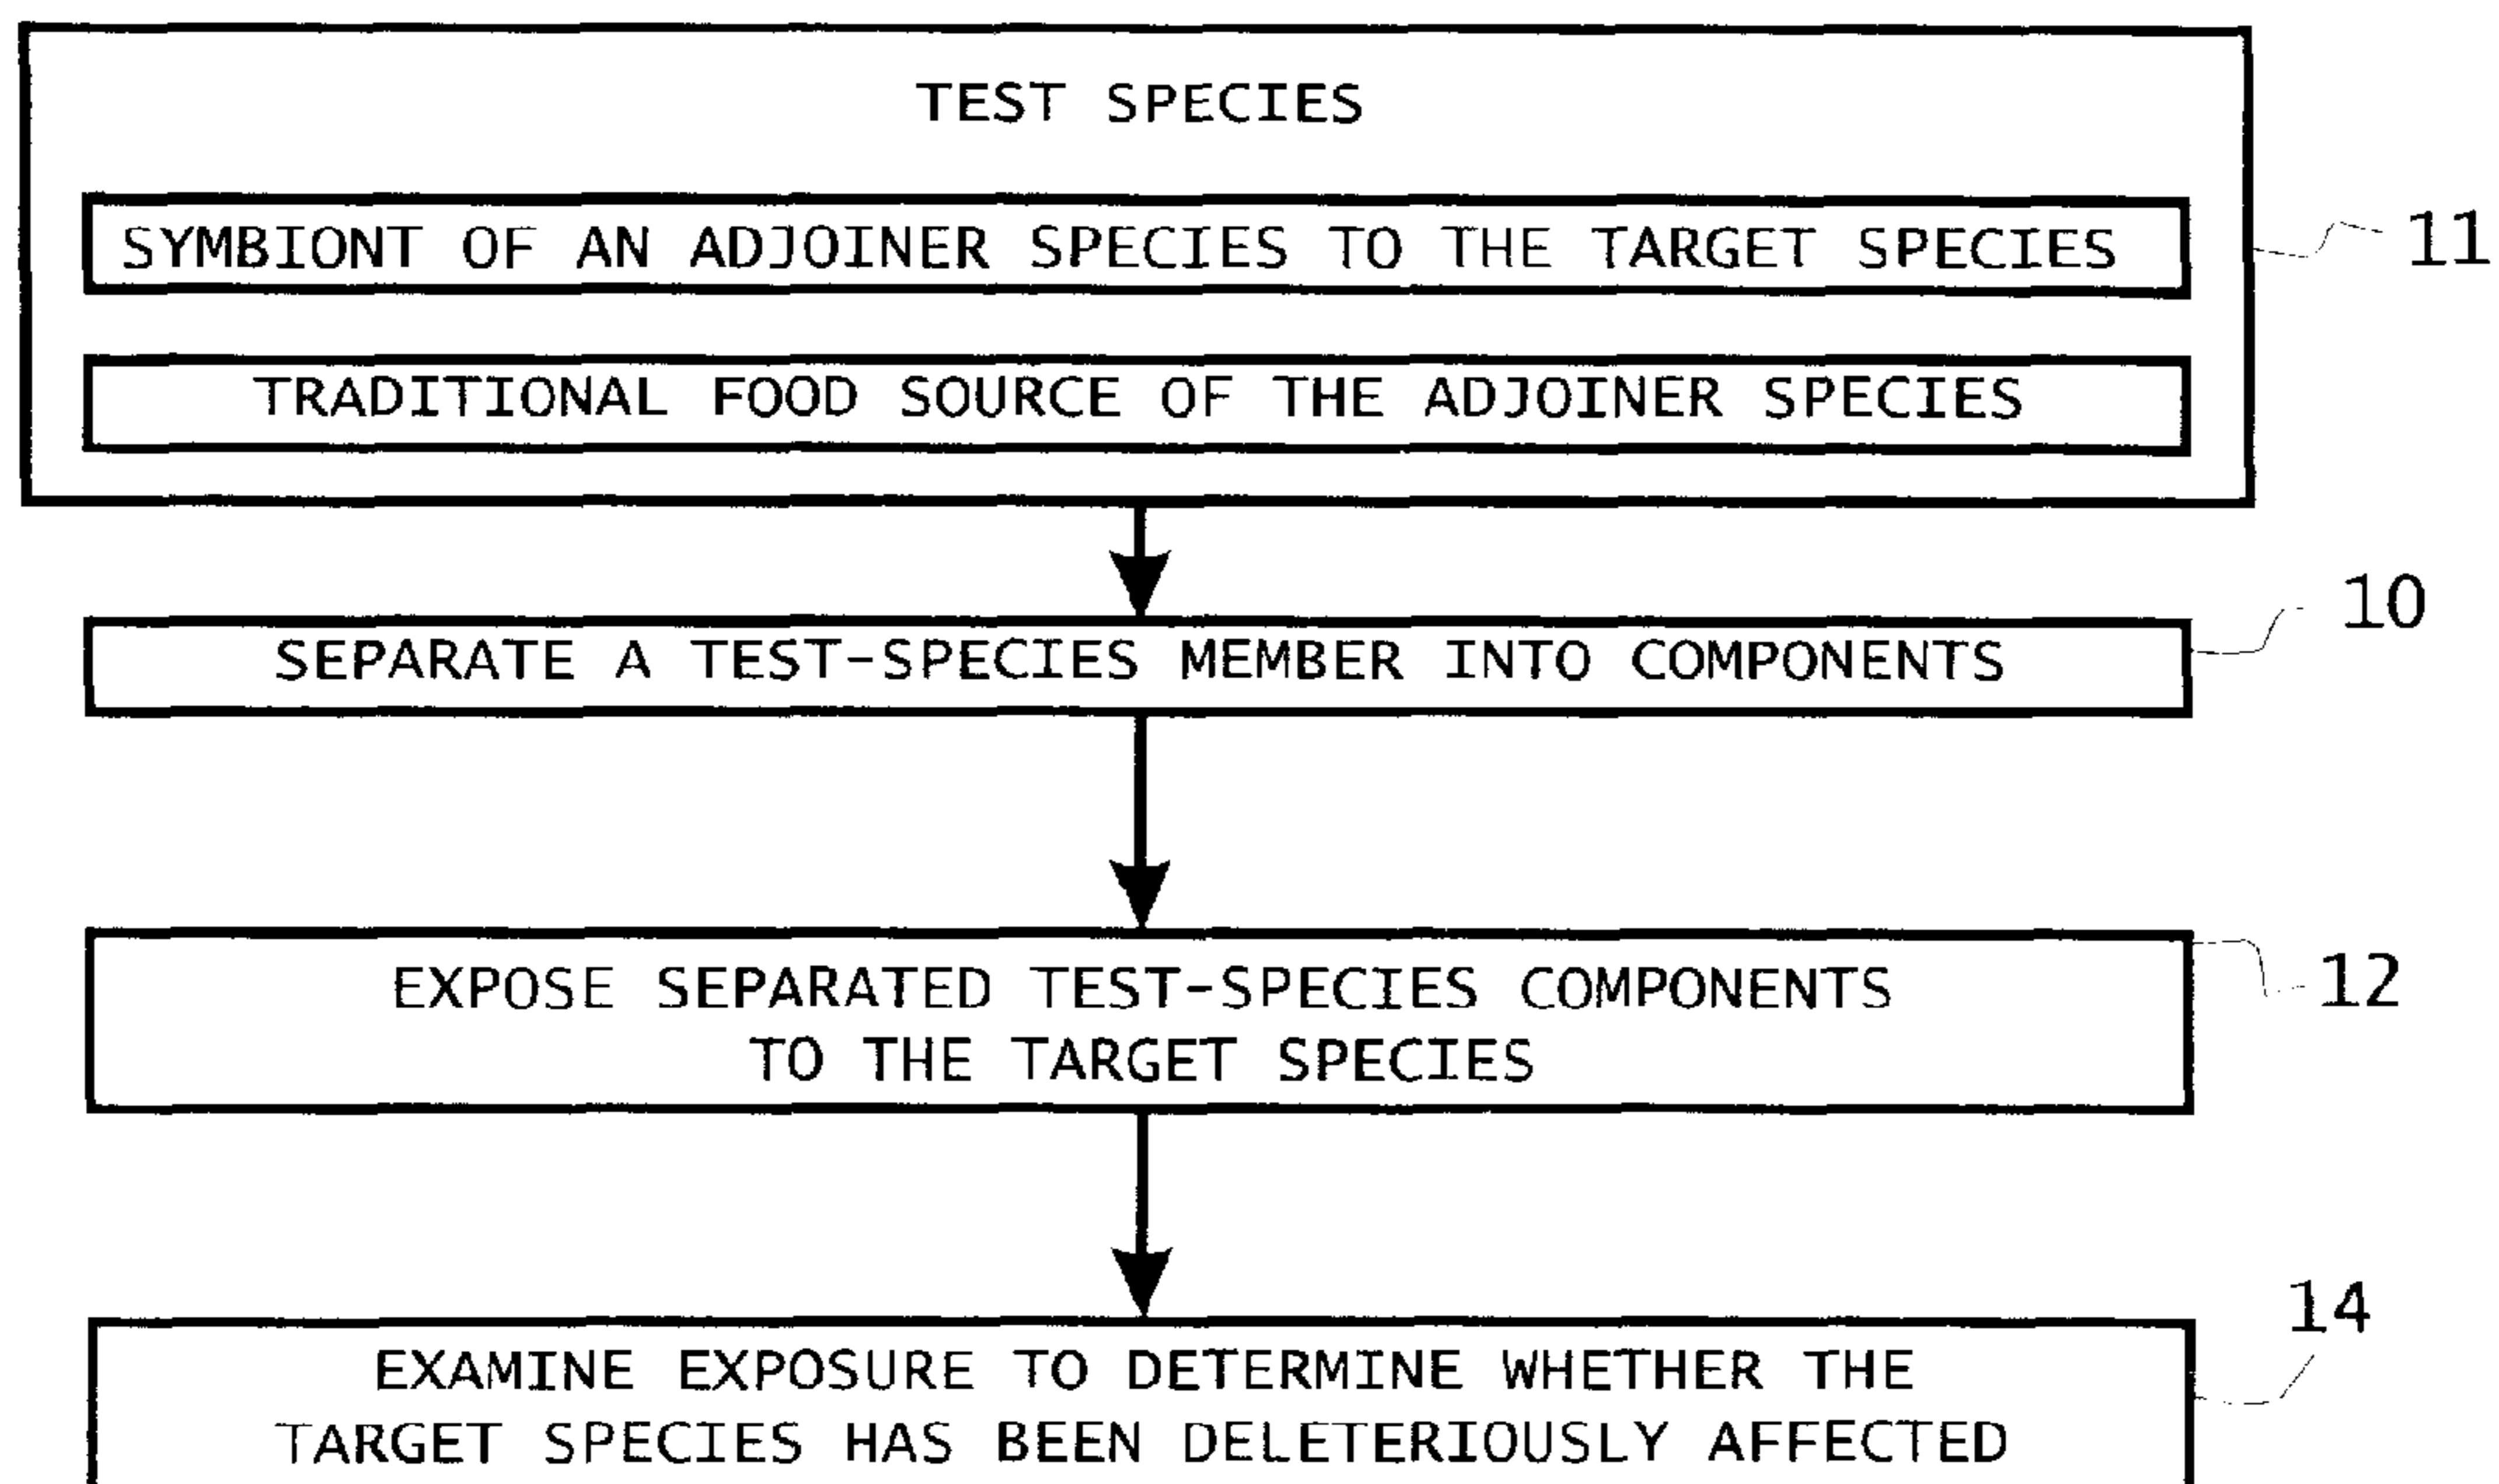 TEST SPECIES
SYMBIONT OF AN ADJOINER SPECIES TO THE TARGET SPECIES
11
TRADITIONAL FOOD SOURCE OF THE ADJOINER SPECIES
10
SEPARATE A TEST-SPECIES MEMBER INTO COMPONENTS
EXPOSE SEPARATED TEST-SPECIES COMPONENTS
12
TO THE TARGET SPECIES
14
EXAMINE EXPOSURE TO DETERMINE WHETHER THE
TARGET SPECIES HAS BEEN DELETERIOUSLY AFFECTED